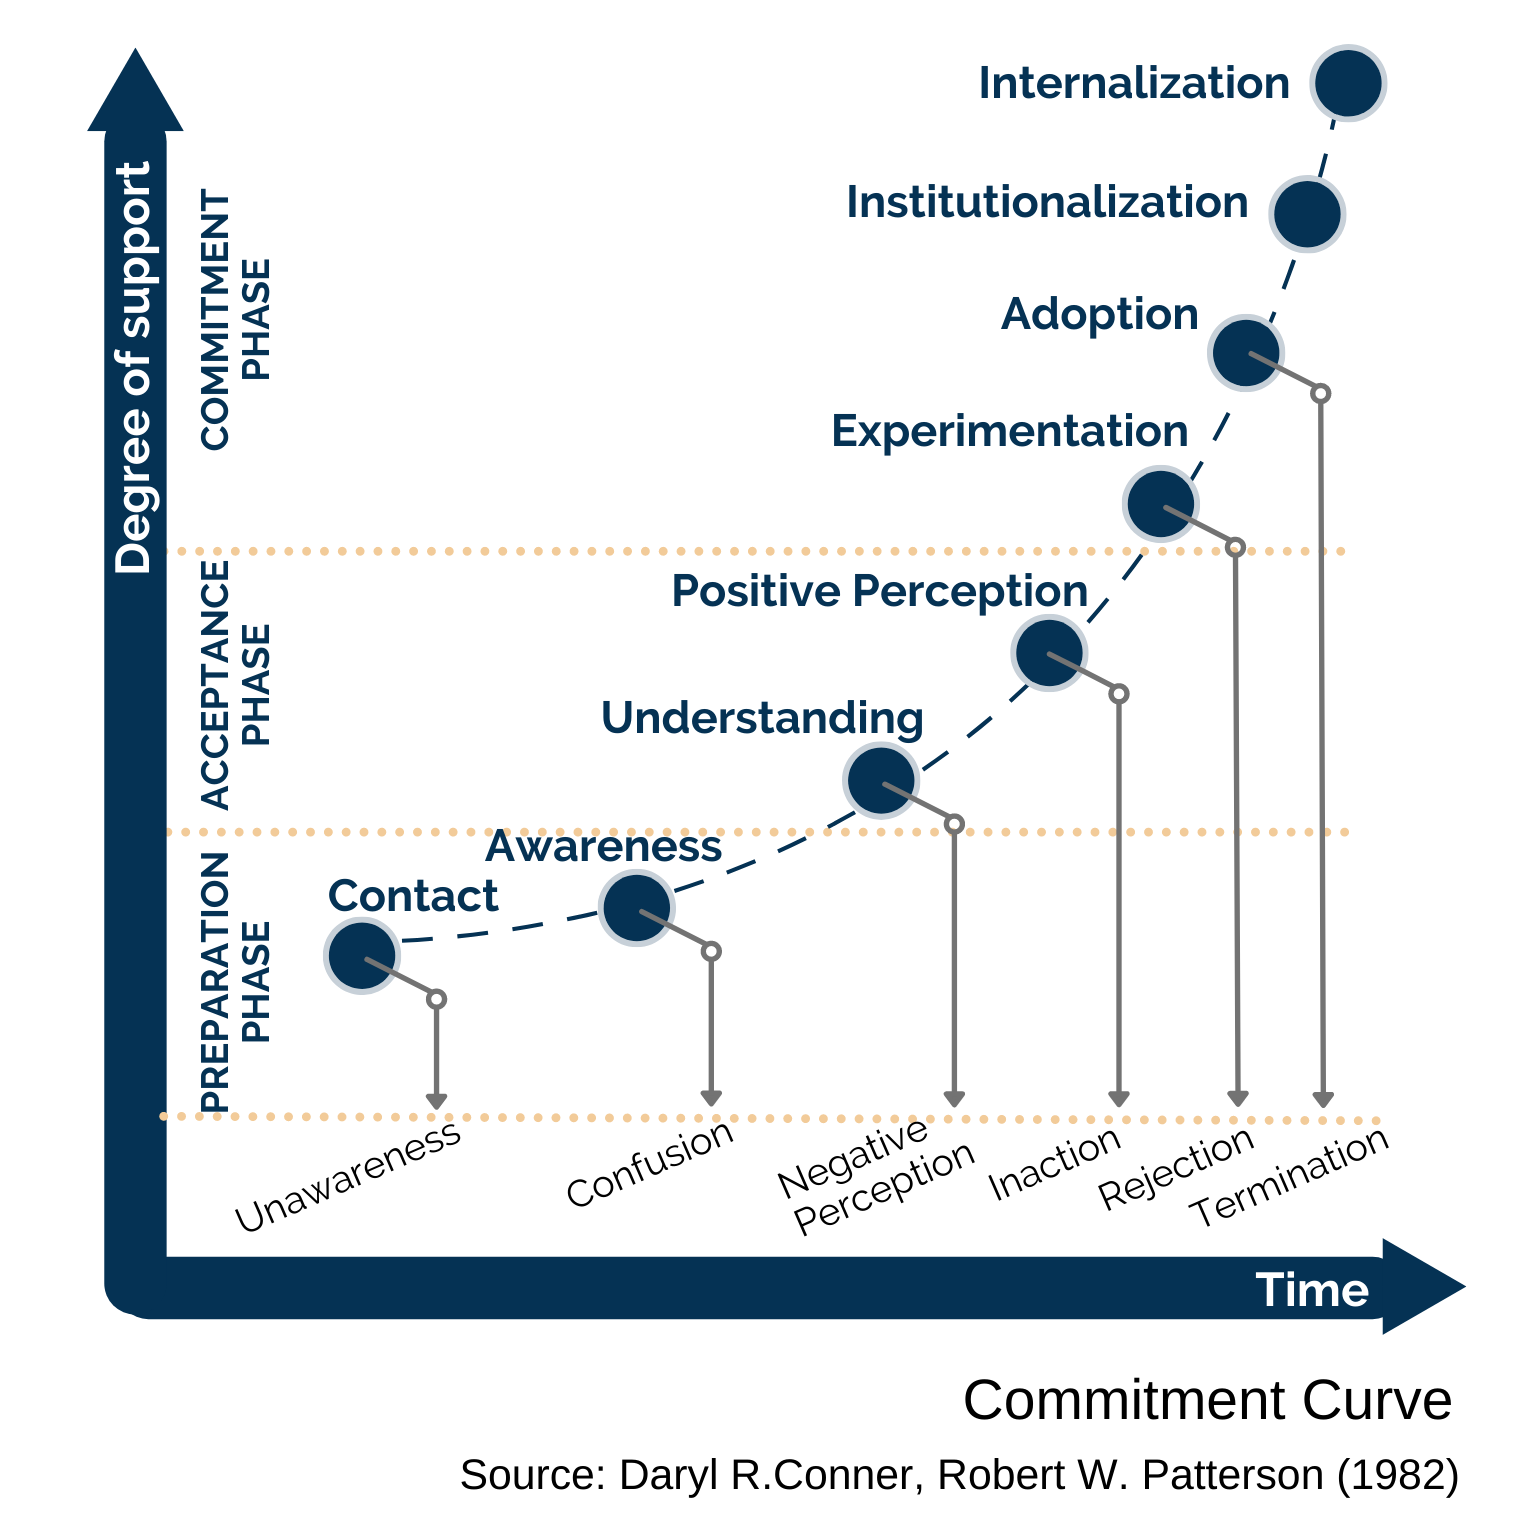 Internalization
Institutionalization
Adoption
Experimentation
Positive Perception
Understanding
Awareness
Contact
Degree of support
COMMITMENT
PHASE
ACCEPTANCE
PHASE
PREPARATION
PHASE
Unawareness
Confusion
Negative
Perception
Inaction
Rejection
Termination
Time
Commitment Curve
Source: Daryl R.Conner, Robert W. Patterson (1982)